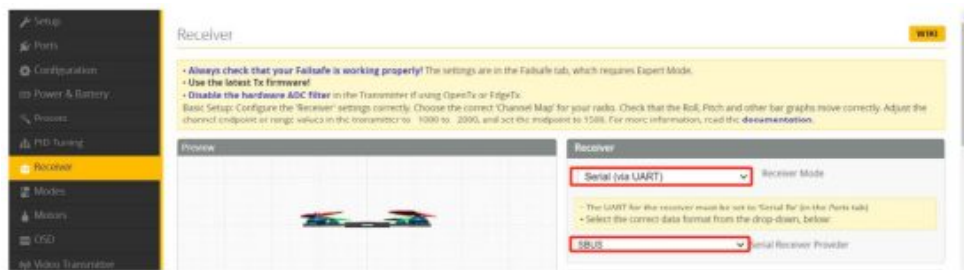 Setup
Ports
Configuration
Power & Battery
Presets
PID Tuning
Receiver
Modes
Motors
OSD
Video Transmitter
Receiver
WIKI
• Always check that your Failsafe is working properly! The settings are in the Failsafe tab, which requires Expert Mode.
• Use the latest Tx firmware!
• Disable the hardware ADC filter in the Transmitter if using OpenTx or EdgeTx.
Basic Setup: Configure the 'Receiver' settings correctly. Choose the correct 'Channel Map' for your radio. Check that the Roll, Pitch and other bar graphs move correctly. Adjust the
channel endpoint or range values in the transmitter to ~1000 to ~2000, and set the midpoint to 1500. For more information, read the documentation.
Preview
Receiver
Serial (via UART)
Receiver Mode
• The UART for the receiver must be set to 'Serial Rx' (in the Ports tab)
• Select the correct data format from the drop-down, below:
SBUS
Serial Receiver Provider